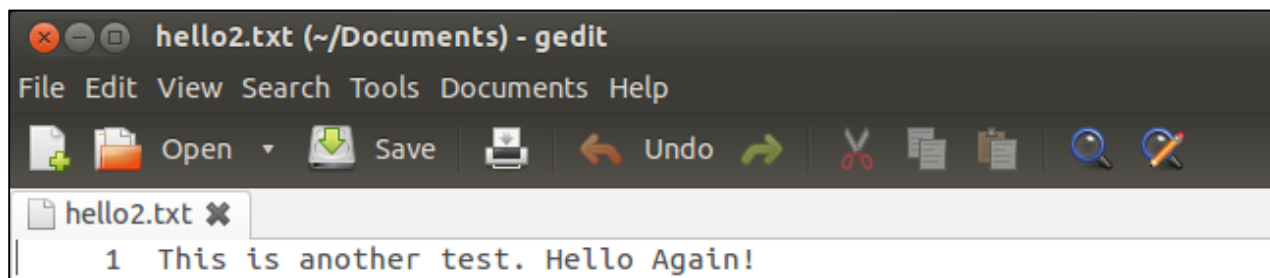 hello2.txt (~/Documents) - gedit
File Edit View Search Tools Documents Help
Open Save Undo
hello2.txt
1 This is another test. Hello Again!